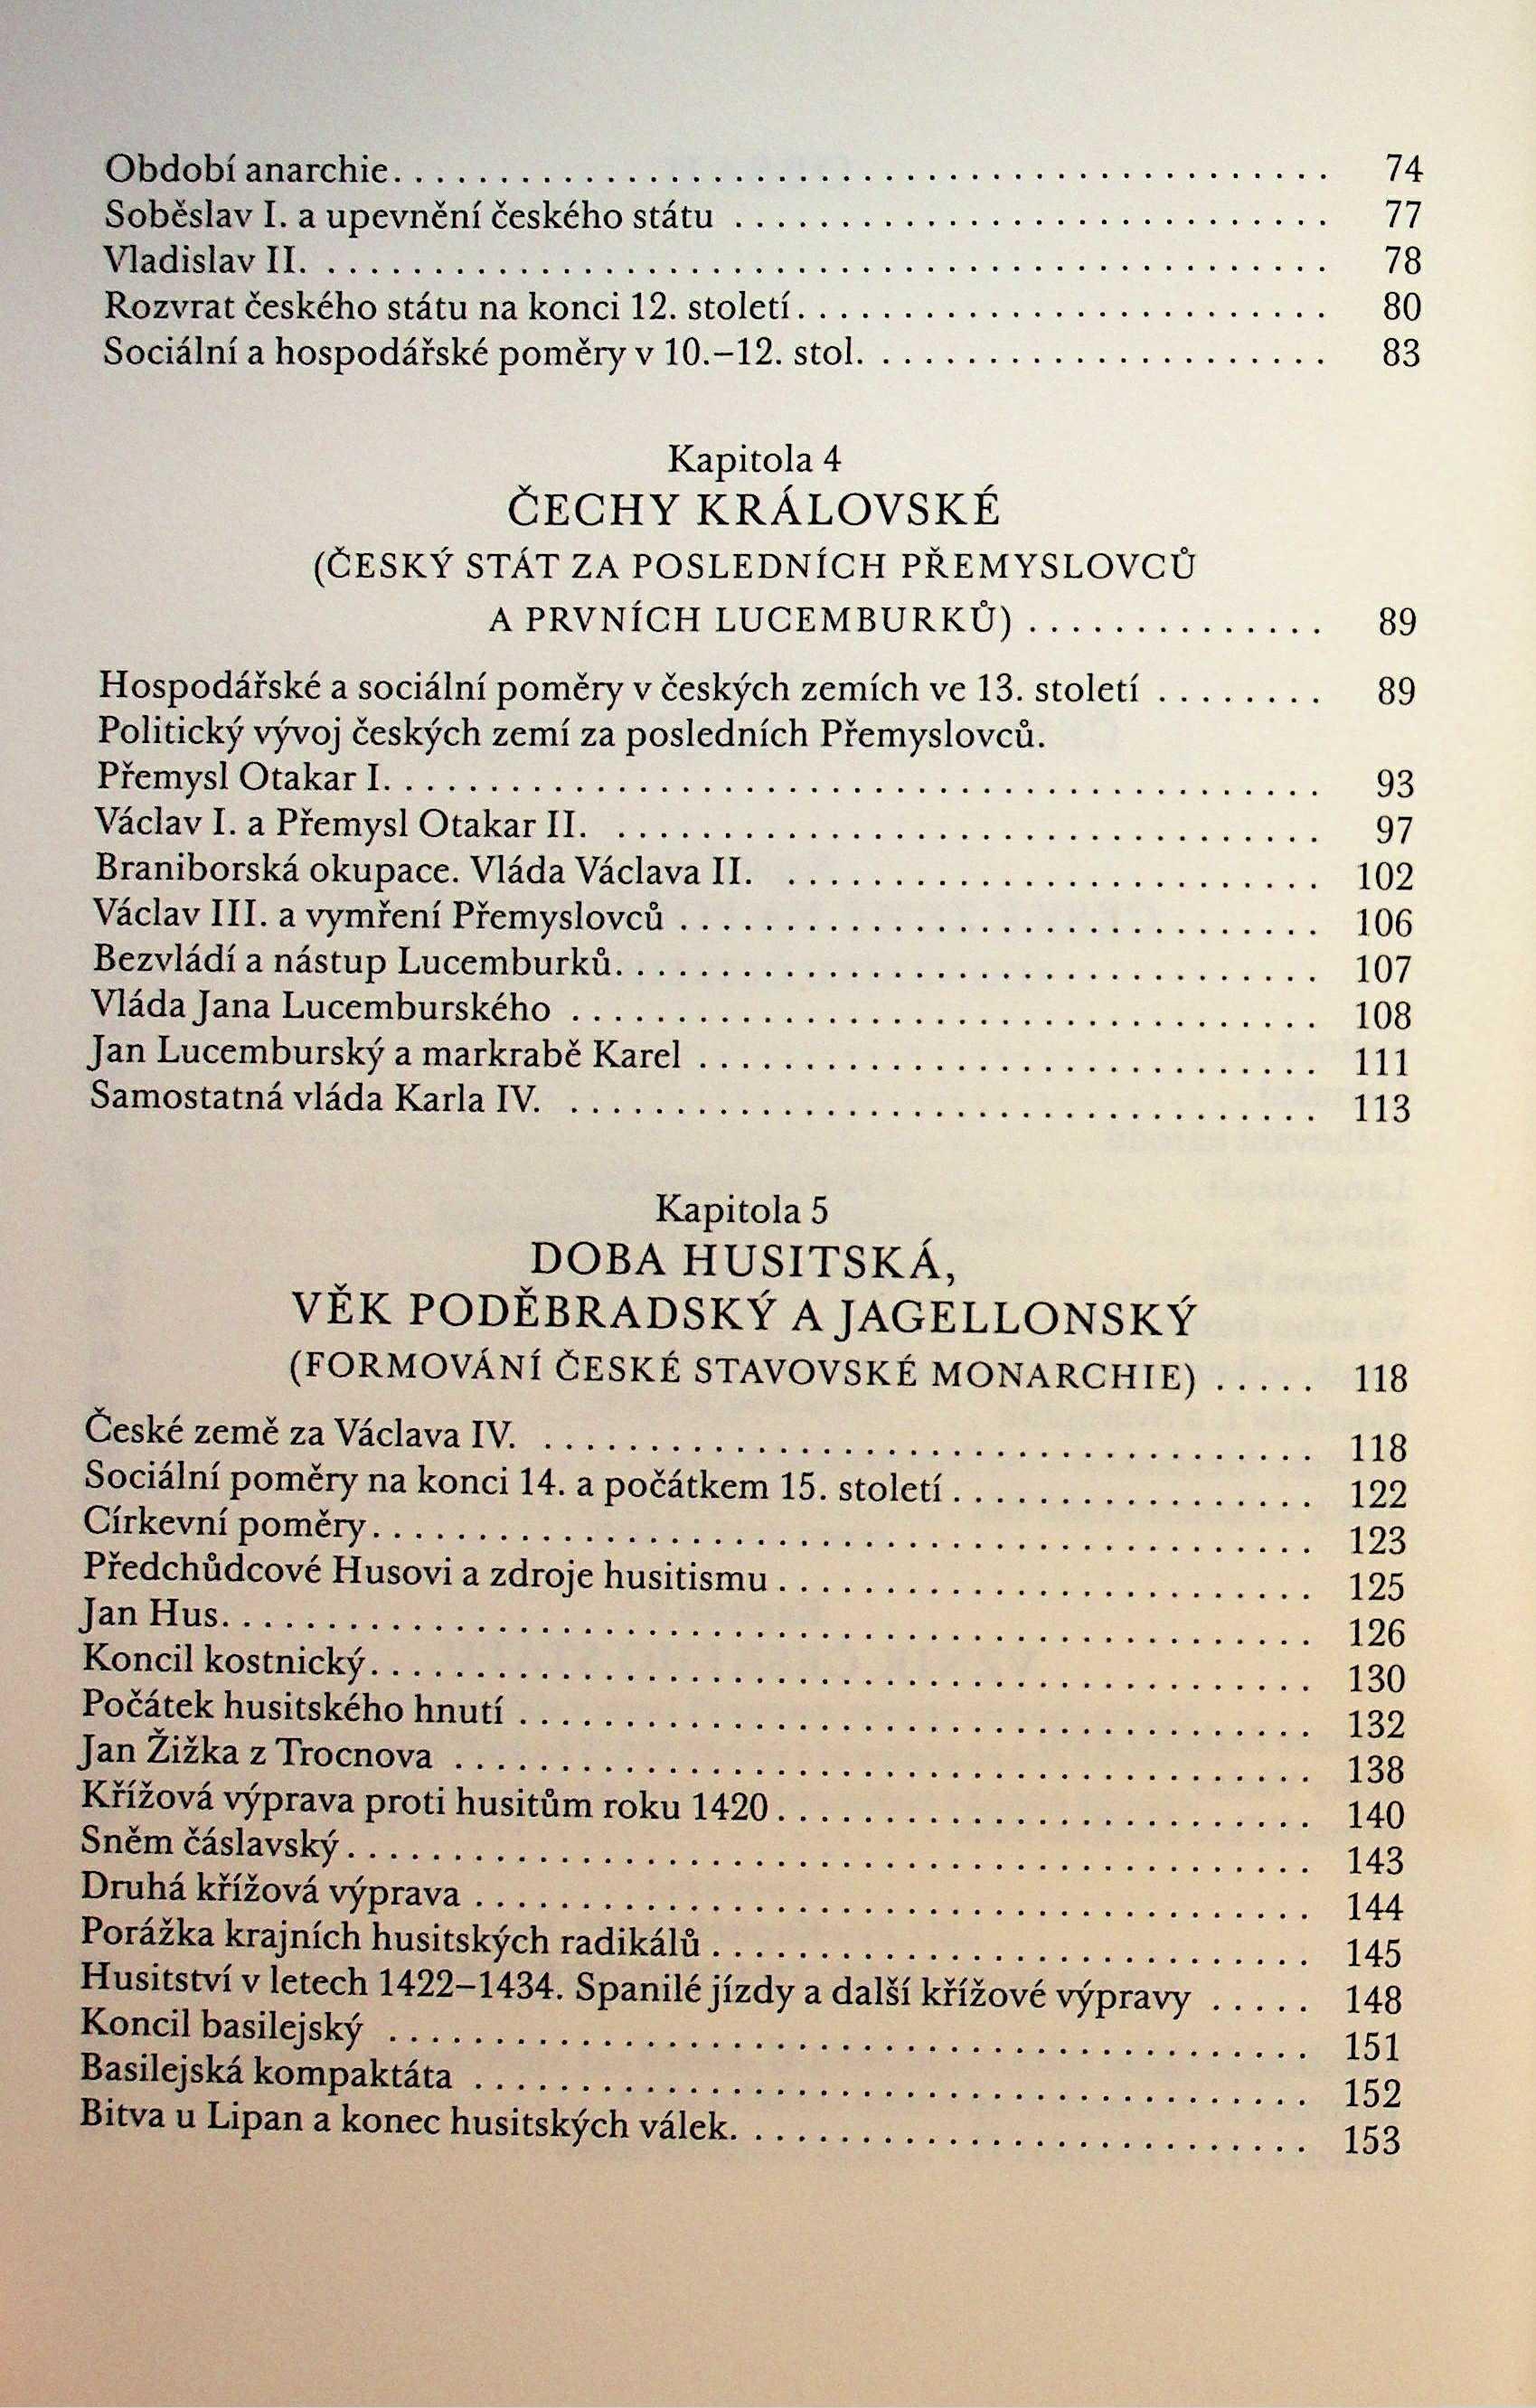 Období anarchie. . . . . . . . . . . . . . . . . . . . . . . . . . . . . . . . . . . . . . . . . . . . 74
Soběslav I. a upevnění českého státu . . . . . . . . . . . . . . . . . . . . . . . . . . . . 77
Vladislav II. . . . . . . . . . . . . . . . . . . . . . . . . . . . . . . . . . . . . . . . . . . . . . . . 78
Rozvrat českého státu na konci 12. století. . . . . . . . . . . . . . . . . . . . . . . . . 80
Sociální a hospodářské poměry v 10.–12. stol. . . . . . . . . . . . . . . . . . . . . . 83
Kapitola 4
ČECHY KRÁLOVSKÉ
(ČESKÝ STÁT ZA POSLEDNÍCH PŘEMYSLOVCŮ
A PRVNÍCH LUCEMBURKŮ) . . . . . . . . . . . . . . 89
Hospodářské a sociální poměry v českých zemích ve 13. století . . . . . . . . 89
Politický vývoj českých zemí za posledních Přemyslovců.
Přemysl Otakar I. . . . . . . . . . . . . . . . . . . . . . . . . . . . . . . . . . . . . . . . . . . . 93
Václav I. a Přemysl Otakar II. . . . . . . . . . . . . . . . . . . . . . . . . . . . . . . . . . 97
Braniborská okupace. Vláda Václava II. . . . . . . . . . . . . . . . . . . . . . . . . . 102
Václav III. a vymření Přemyslovců . . . . . . . . . . . . . . . . . . . . . . . . . . . . . . 106
Bezvládí a nástup Lucemburků. . . . . . . . . . . . . . . . . . . . . . . . . . . . . . . . . 107
Vláda Jana Lucemburského . . . . . . . . . . . . . . . . . . . . . . . . . . . . . . . . . . . 108
Jan Lucemburský a markrabě Karel . . . . . . . . . . . . . . . . . . . . . . . . . . . . . 111
Samostatná vláda Karla IV. . . . . . . . . . . . . . . . . . . . . . . . . . . . . . . . . . . . 113
Kapitola 5
DOBA HUSITSKÁ,
VĚK PODĚBRADSKÝ A JAGELLONSKÝ
(FORMOVÁNÍ ČESKÉ STAVOVSKÉ MONARCHIE) . . . . . 118
České země za Václava IV. . . . . . . . . . . . . . . . . . . . . . . . . . . . . . . . . . . . . 118
Sociální poměry na konci 14. a počátkem 15. století . . . . . . . . . . . . . . . . . 122
Církevní poměry. . . . . . . . . . . . . . . . . . . . . . . . . . . . . . . . . . . . . . . . . . . . 123
Předchůdcové Husovi a zdroje husitismu . . . . . . . . . . . . . . . . . . . . . . . . . 125
Jan Hus. . . . . . . . . . . . . . . . . . . . . . . . . . . . . . . . . . . . . . . . . . . . . . . . . . . 126
Koncil kostnický. . . . . . . . . . . . . . . . . . . . . . . . . . . . . . . . . . . . . . . . . . . . 130
Počátek husitského hnutí . . . . . . . . . . . . . . . . . . . . . . . . . . . . . . . . . . . . . 132
Jan Žižka z Trocnova . . . . . . . . . . . . . . . . . . . . . . . . . . . . . . . . . . . . . . . . 138
Křížová výprava proti husitům roku 1420 . . . . . . . . . . . . . . . . . . . . . . . . . 140
Sněm čáslavský . . . . . . . . . . . . . . . . . . . . . . . . . . . . . . . . . . . . . . . . . . . . . 143
Druhá křížová výprava . . . . . . . . . . . . . . . . . . . . . . . . . . . . . . . . . . . . . . . 144
Porážka krajních husitských radikálů . . . . . . . . . . . . . . . . . . . . . . . . . . . . 145
Husitství v letech 1422–1434. Spanilé jízdy a další křížové výpravy . . . . . 148
Koncil basilejský . . . . . . . . . . . . . . . . . . . . . . . . . . . . . . . . . . . . . . . . . . . 151
Basilejská kompaktáta . . . . . . . . . . . . . . . . . . . . . . . . . . . . . . . . . . . . . . . 152
Bitva u Lipan a konec husitských válek. . . . . . . . . . . . . . . . . . . . . . . . . . . 153